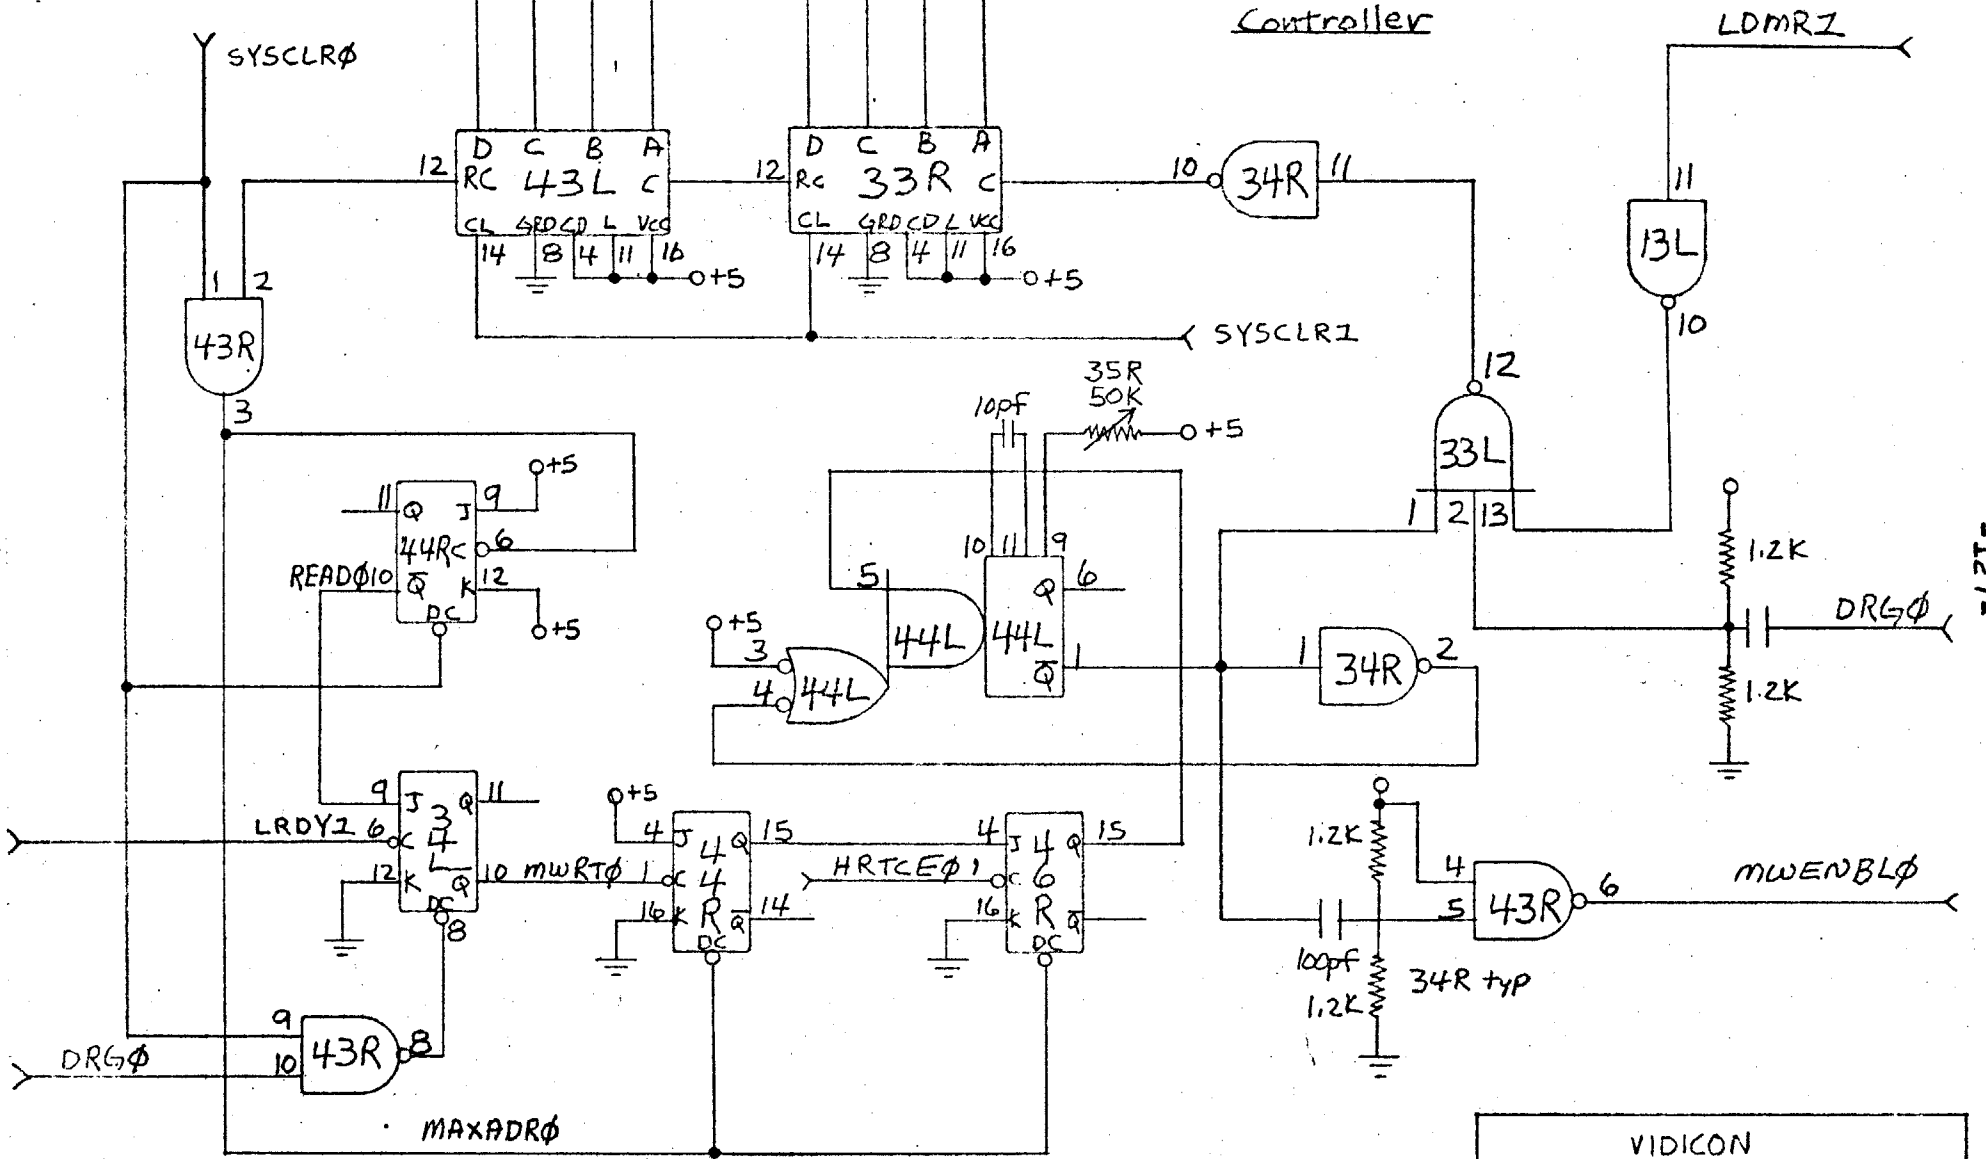 Controller
LDMR1
SYSCLRØ
D C B A
12 RC 43L C
CL GRD CD L VCC
14 8 4 11 16
+5
D C B A
12 RC 33R C
CL GRD CD L VCC
14 8 4 11 16
+5
10 34R 11
11
13L
10
1 2
43R
3
SYSCLR1
12
33L
1 2 13
35R
50K
10pf
+5
+5
11 Q J 9
44R C 6
READØ 10 Q K 12
DC
+5
10 11 9
5
44L
44L
Q 6
Q 1
+5
3
4
44L
1 34R 2
1.2K
DRGØ
1.2K
-12T-
9 J Q 11
LRDY1 6 C
34L
12 K Q 10 MWRTØ
DC
8
+5
4 J Q 15
1 C
44R
16 K Q 14
DC
HRTCEØ1
4 J Q 15
C
46R
16 K Q
DC
1.2K
4
5
43R
6
MWENBLØ
100pf
1.2K
34R typ
9
DRGØ 10
43R
8
MAXADRØ
VIDICON